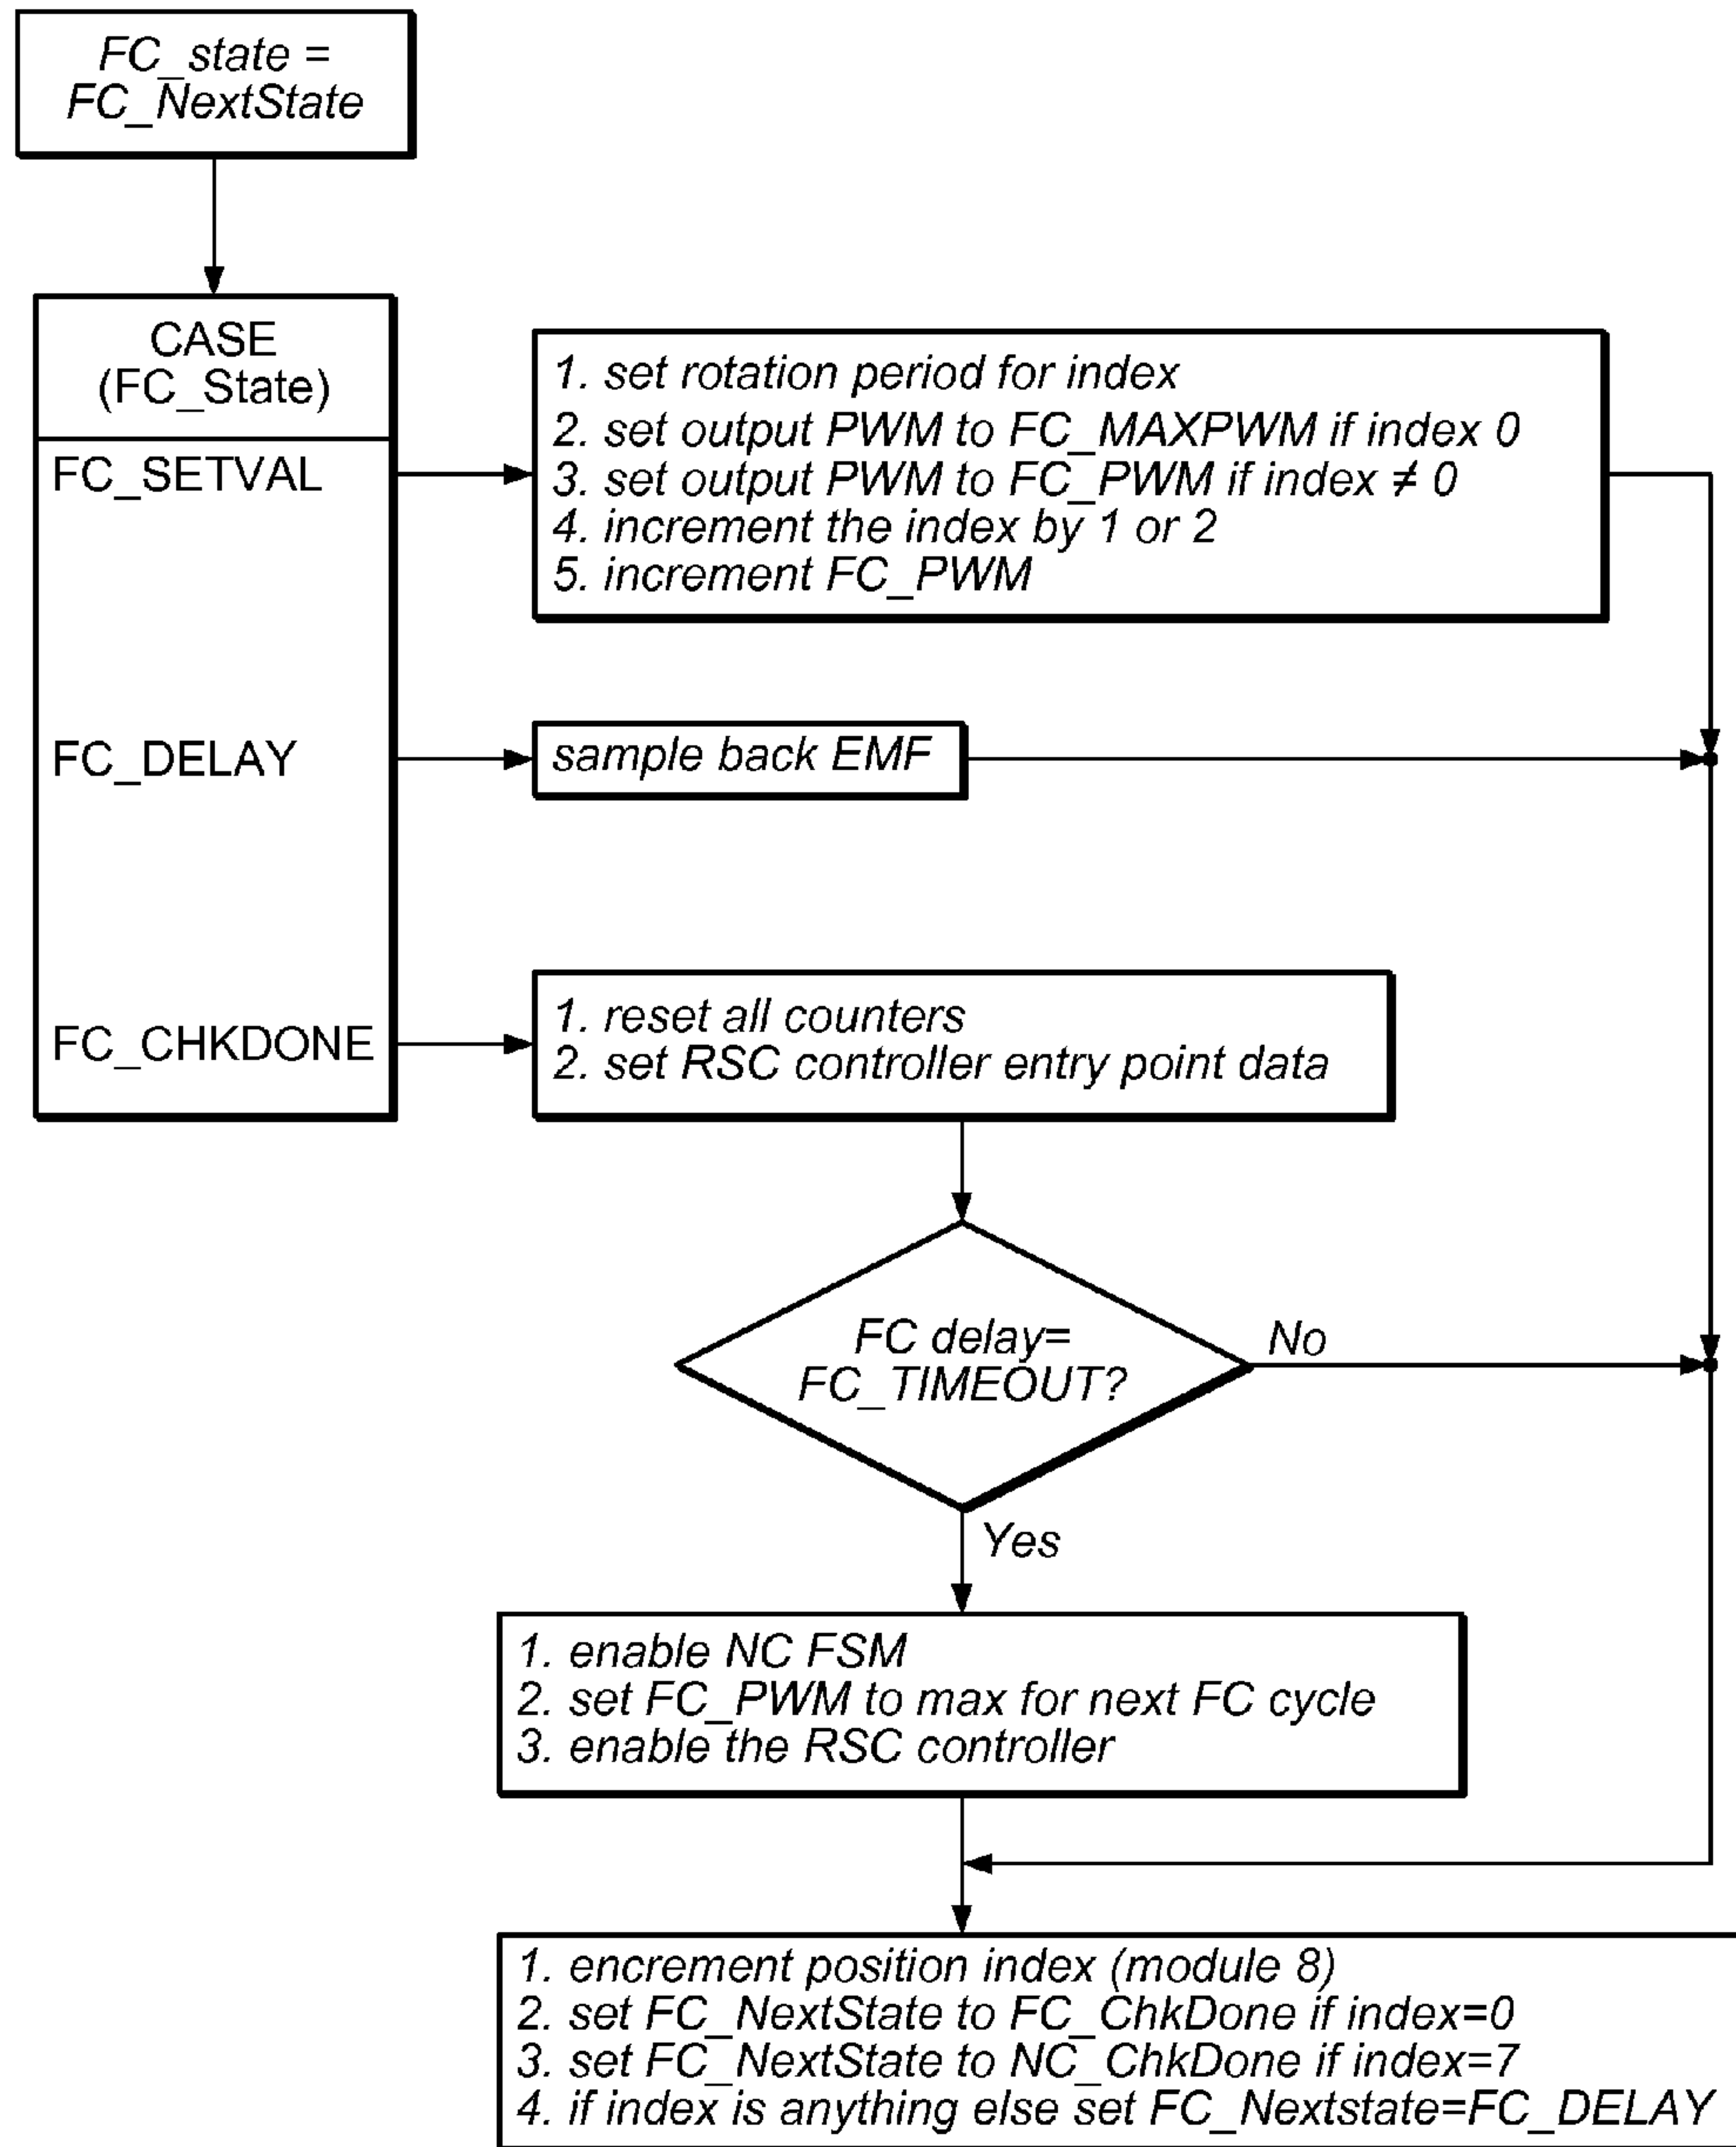 FC_state =
FC_NextState
CASE
(FC_State)
FC_SETVAL
1. set rotation period for index
2. set output PWM to FC_MAXPWM if index 0
3. set output PWM to FC_PWM if index ≠ 0
4. increment the index by 1 or 2
5. increment FC_PWM
FC_DELAY
sample back EMF
FC_CHKDONE
1. reset all counters
2. set RSC controller entry point data
FC delay=
FC_TIMEOUT?
No
Yes
1. enable NC FSM
2. set FC_PWM to max for next FC cycle
3. enable the RSC controller
1. encrement position index (module 8)
2. set FC_NextState to FC_ChkDone if index=0
3. set FC_NextState to NC_ChkDone if index=7
4. if index is anything else set FC_Nextstate=FC_DELAY